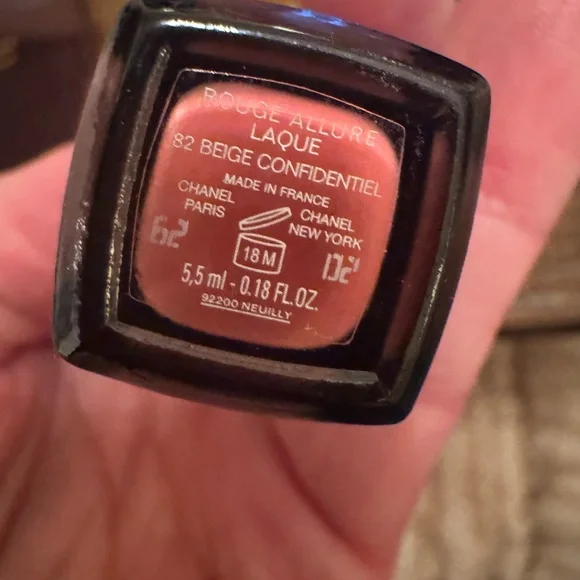 ROUGE ALLURE
LAQUE
82 BEIGE CONFIDENTIEL
MADE IN FRANCE
CHANEL
PARIS
CHANEL
NEW YORK
62
18 M
5,5 ml - 0.18 FL.OZ.
92200 NEUILLY